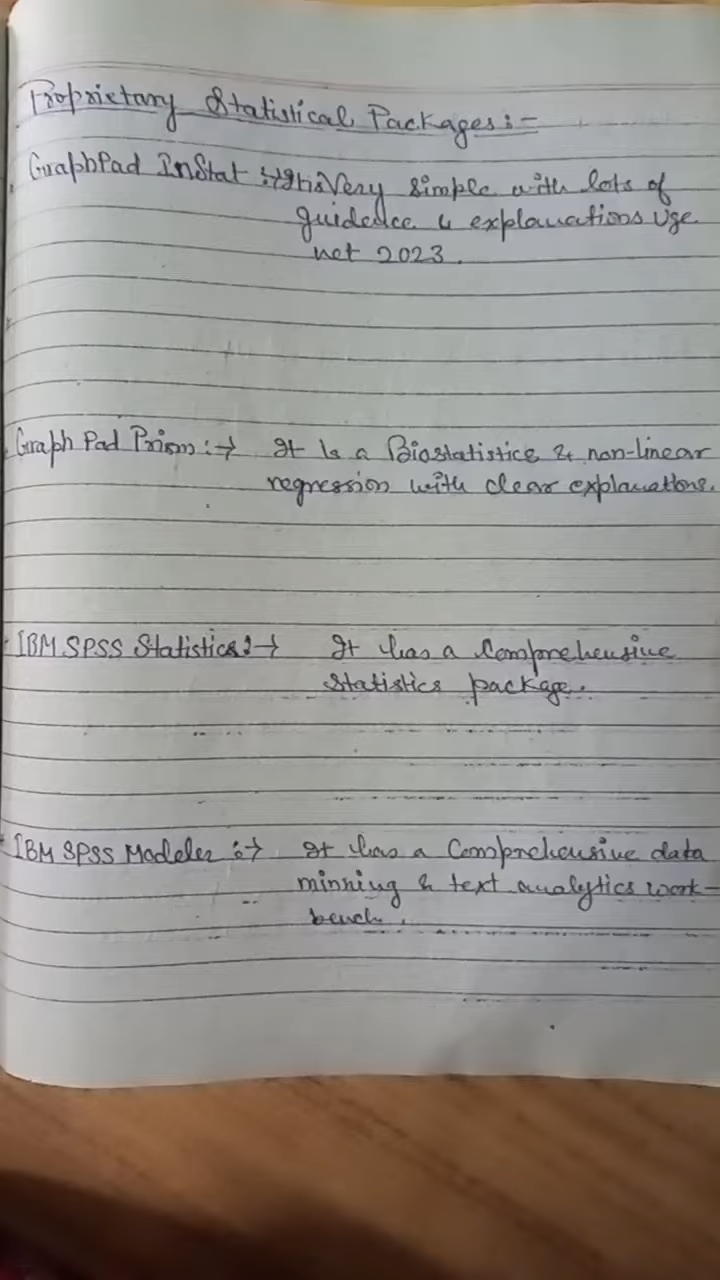 Proprietary Statistical Packages:-
GraphPad InStat :→ It is Very simple with lots of
guidence & explanations use
net 2023.
Graph Pad Prism :→ It Is a Biostatistice & non-linear
regression with clear explanations.
IBM SPSS Statistics :→ It has a Comprehensive
Statistics package.
IBM SPSS Modeler :→ It has a Comprehensive data
minning & text analytics work-
bench.